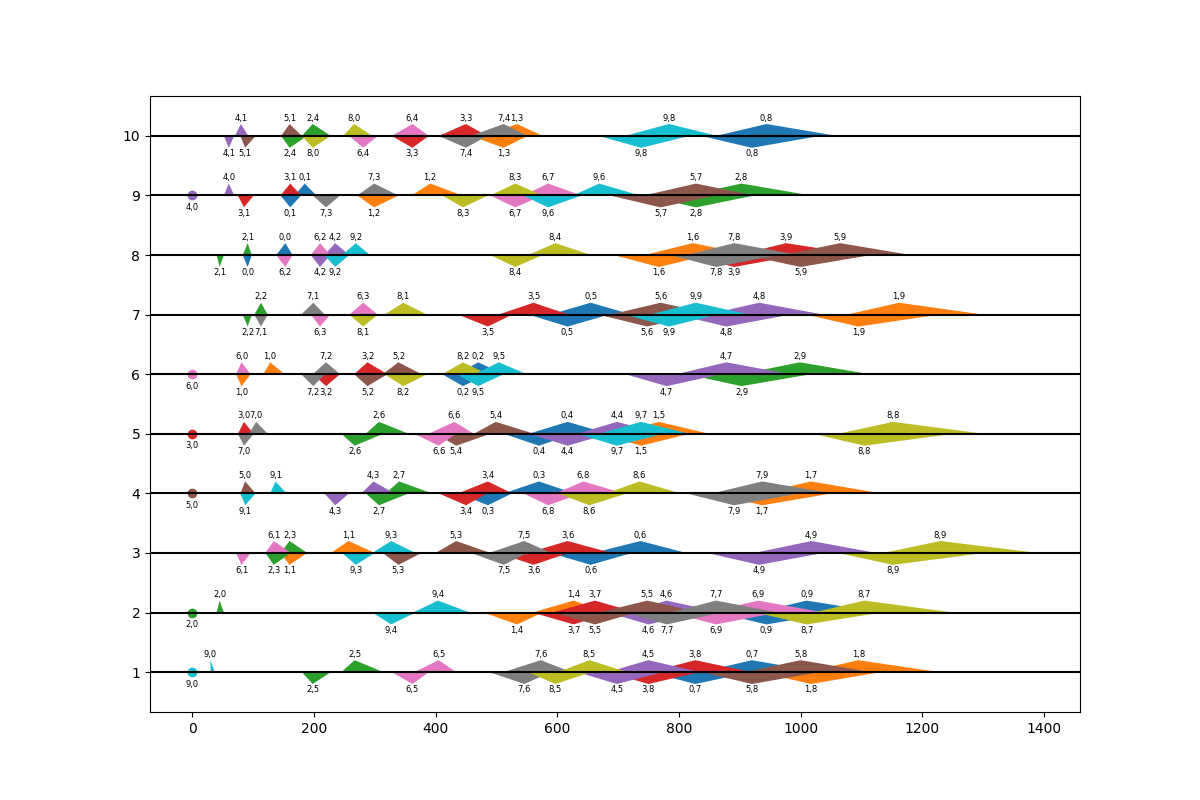 4,1 5,1 2,4 8,0 6,4 3,3 7,4 1,3 9,8 0,8
10
4,1 5,1 2,4 8,0 6,4 3,3 7,4 1,3 9,8 0,8
4,0 3,1 0,1 7,3 1,2 8,3 6,7 9,6 5,7 2,8
9
4,0 3,1 0,1 7,3 1,2 8,3 6,7 9,6 5,7 2,8
2,1 0,0 6,2 4,2 9,2 8,4 1,6 7,8 3,9 5,9
8
2,1 0,0 6,2 4,2 9,2 8,4 1,6 7,8 3,9 5,9
2,2 7,1 6,3 8,1 3,5 0,5 5,6 9,9 4,8 1,9
7
2,2 7,1 6,3 8,1 3,5 0,5 5,6 9,9 4,8 1,9
6,0 1,0 7,2 3,2 5,2 8,2 0,2 9,5 4,7 2,9
6
6,0 1,0 7,2 3,2 5,2 8,2 0,2 9,5 4,7 2,9
3,0 7,0 2,6 6,6 5,4 0,4 4,4 9,7 1,5 8,8
5
3,0 7,0 2,6 6,6 5,4 0,4 4,4 9,7 1,5 8,8
5,0 9,1 4,3 2,7 3,4 0,3 6,8 8,6 7,9 1,7
4
5,0 9,1 4,3 2,7 3,4 0,3 6,8 8,6 7,9 1,7
6,1 2,3 1,1 9,3 5,3 7,5 3,6 0,6 4,9 8,9
3
6,1 2,3 1,1 9,3 5,3 7,5 3,6 0,6 4,9 8,9
2,0 9,4 1,4 3,7 5,5 4,6 7,7 6,9 0,9 8,7
2
2,0 9,4 1,4 3,7 5,5 4,6 7,7 6,9 0,9 8,7
9,0 2,5 6,5 7,6 8,5 4,5 3,8 0,7 5,8 1,8
1
9,0 2,5 6,5 7,6 8,5 4,5 3,8 0,7 5,8 1,8
0 200 400 600 800 1000 1200 1400